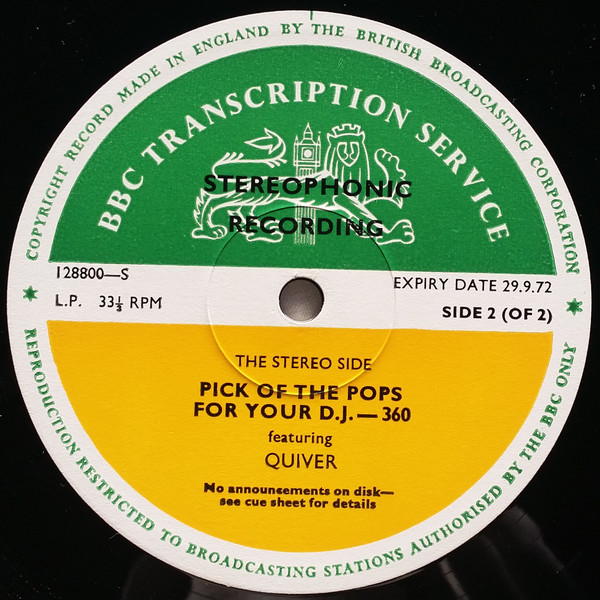 COPYRIGHT RECORD MADE IN ENGLAND BY THE BRITISH BROADCASTING CORPORATION
BBC TRANSCRIPTION SERVICE
STEREOPHONIC
RECORDING
128800—S
EXPIRY DATE 29.9.72
L.P. 33⅓ RPM
SIDE 2 (OF 2)
THE STEREO SIDE
PICK OF THE POPS
FOR YOUR D.J.—360
featuring
QUIVER
No announcements on disk—
see cue sheet for details
REPRODUCTION RESTRICTED TO BROADCASTING STATIONS AUTHORISED BY THE BBC ONLY